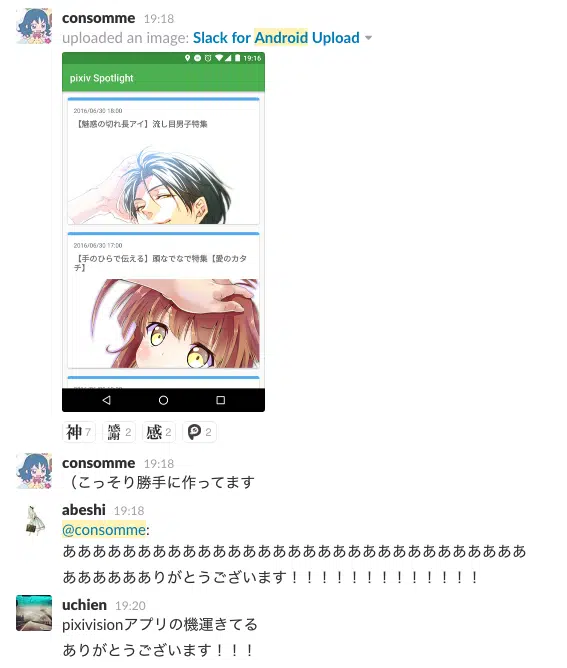 consomme 19:18
uploaded an image: Slack for Android Upload
19:16
pixiv Spotlight
2016/06/30 18:00
【魅惑の切れ長アイ】流し目男子特集
2016/06/30 17:00
【手のひらで伝える】頭なでなで特集【愛のカタ
チ】
神 7
2
感 2
2
consomme 19:18
（こっそり勝手に作ってます
abeshi 19:18
@consomme:
あああああああああああああああああああああああああああああああ
ああああああありがとうございます！！！！！！！！！！！！！
uchien 19:20
pixivisionアプリの機運きてる
ありがとうございます！！！